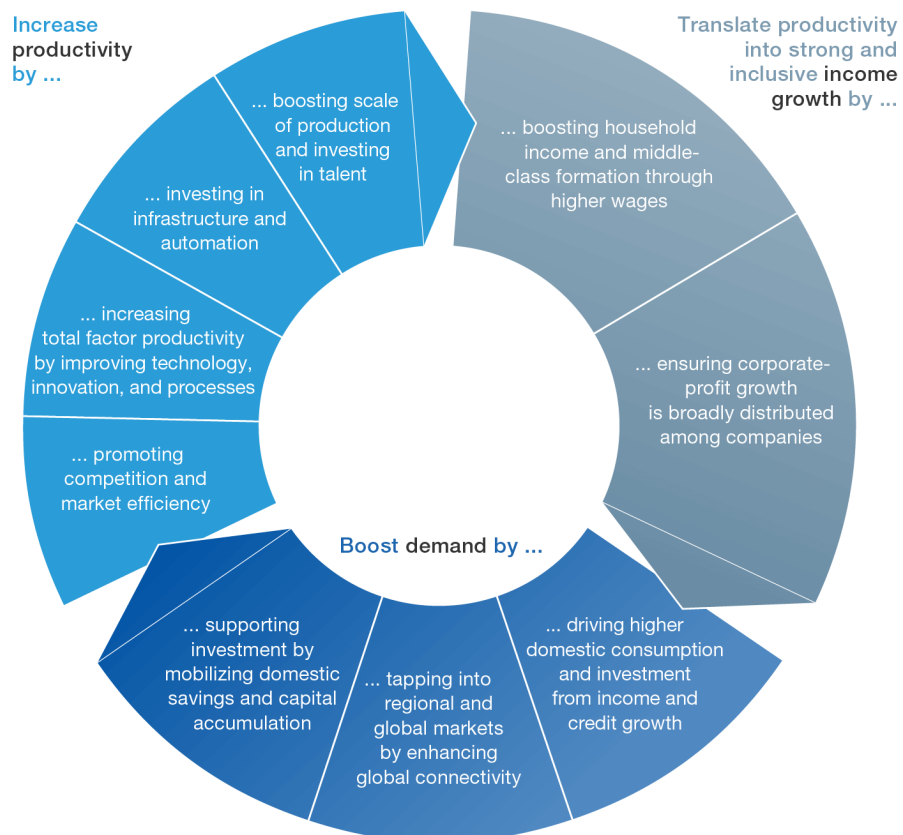 Increase
productivity
by ...
... boosting scale
of production
and investing
in talent
... investing in
infrastructure and
automation
... increasing
total factor productivity
by improving technology,
innovation, and processes
... promoting
competition and
market efficiency
Translate productivity
into strong and
inclusive income
growth by ...
... boosting household
income and middle-
class formation through
higher wages
... ensuring corporate-
profit growth
is broadly distributed
among companies
Boost demand by ...
... driving higher
domestic consumption
and investment
from income and
credit growth
... tapping into
regional and
global markets
by enhancing
global connectivity
... supporting
investment by
mobilizing domestic
savings and capital
accumulation